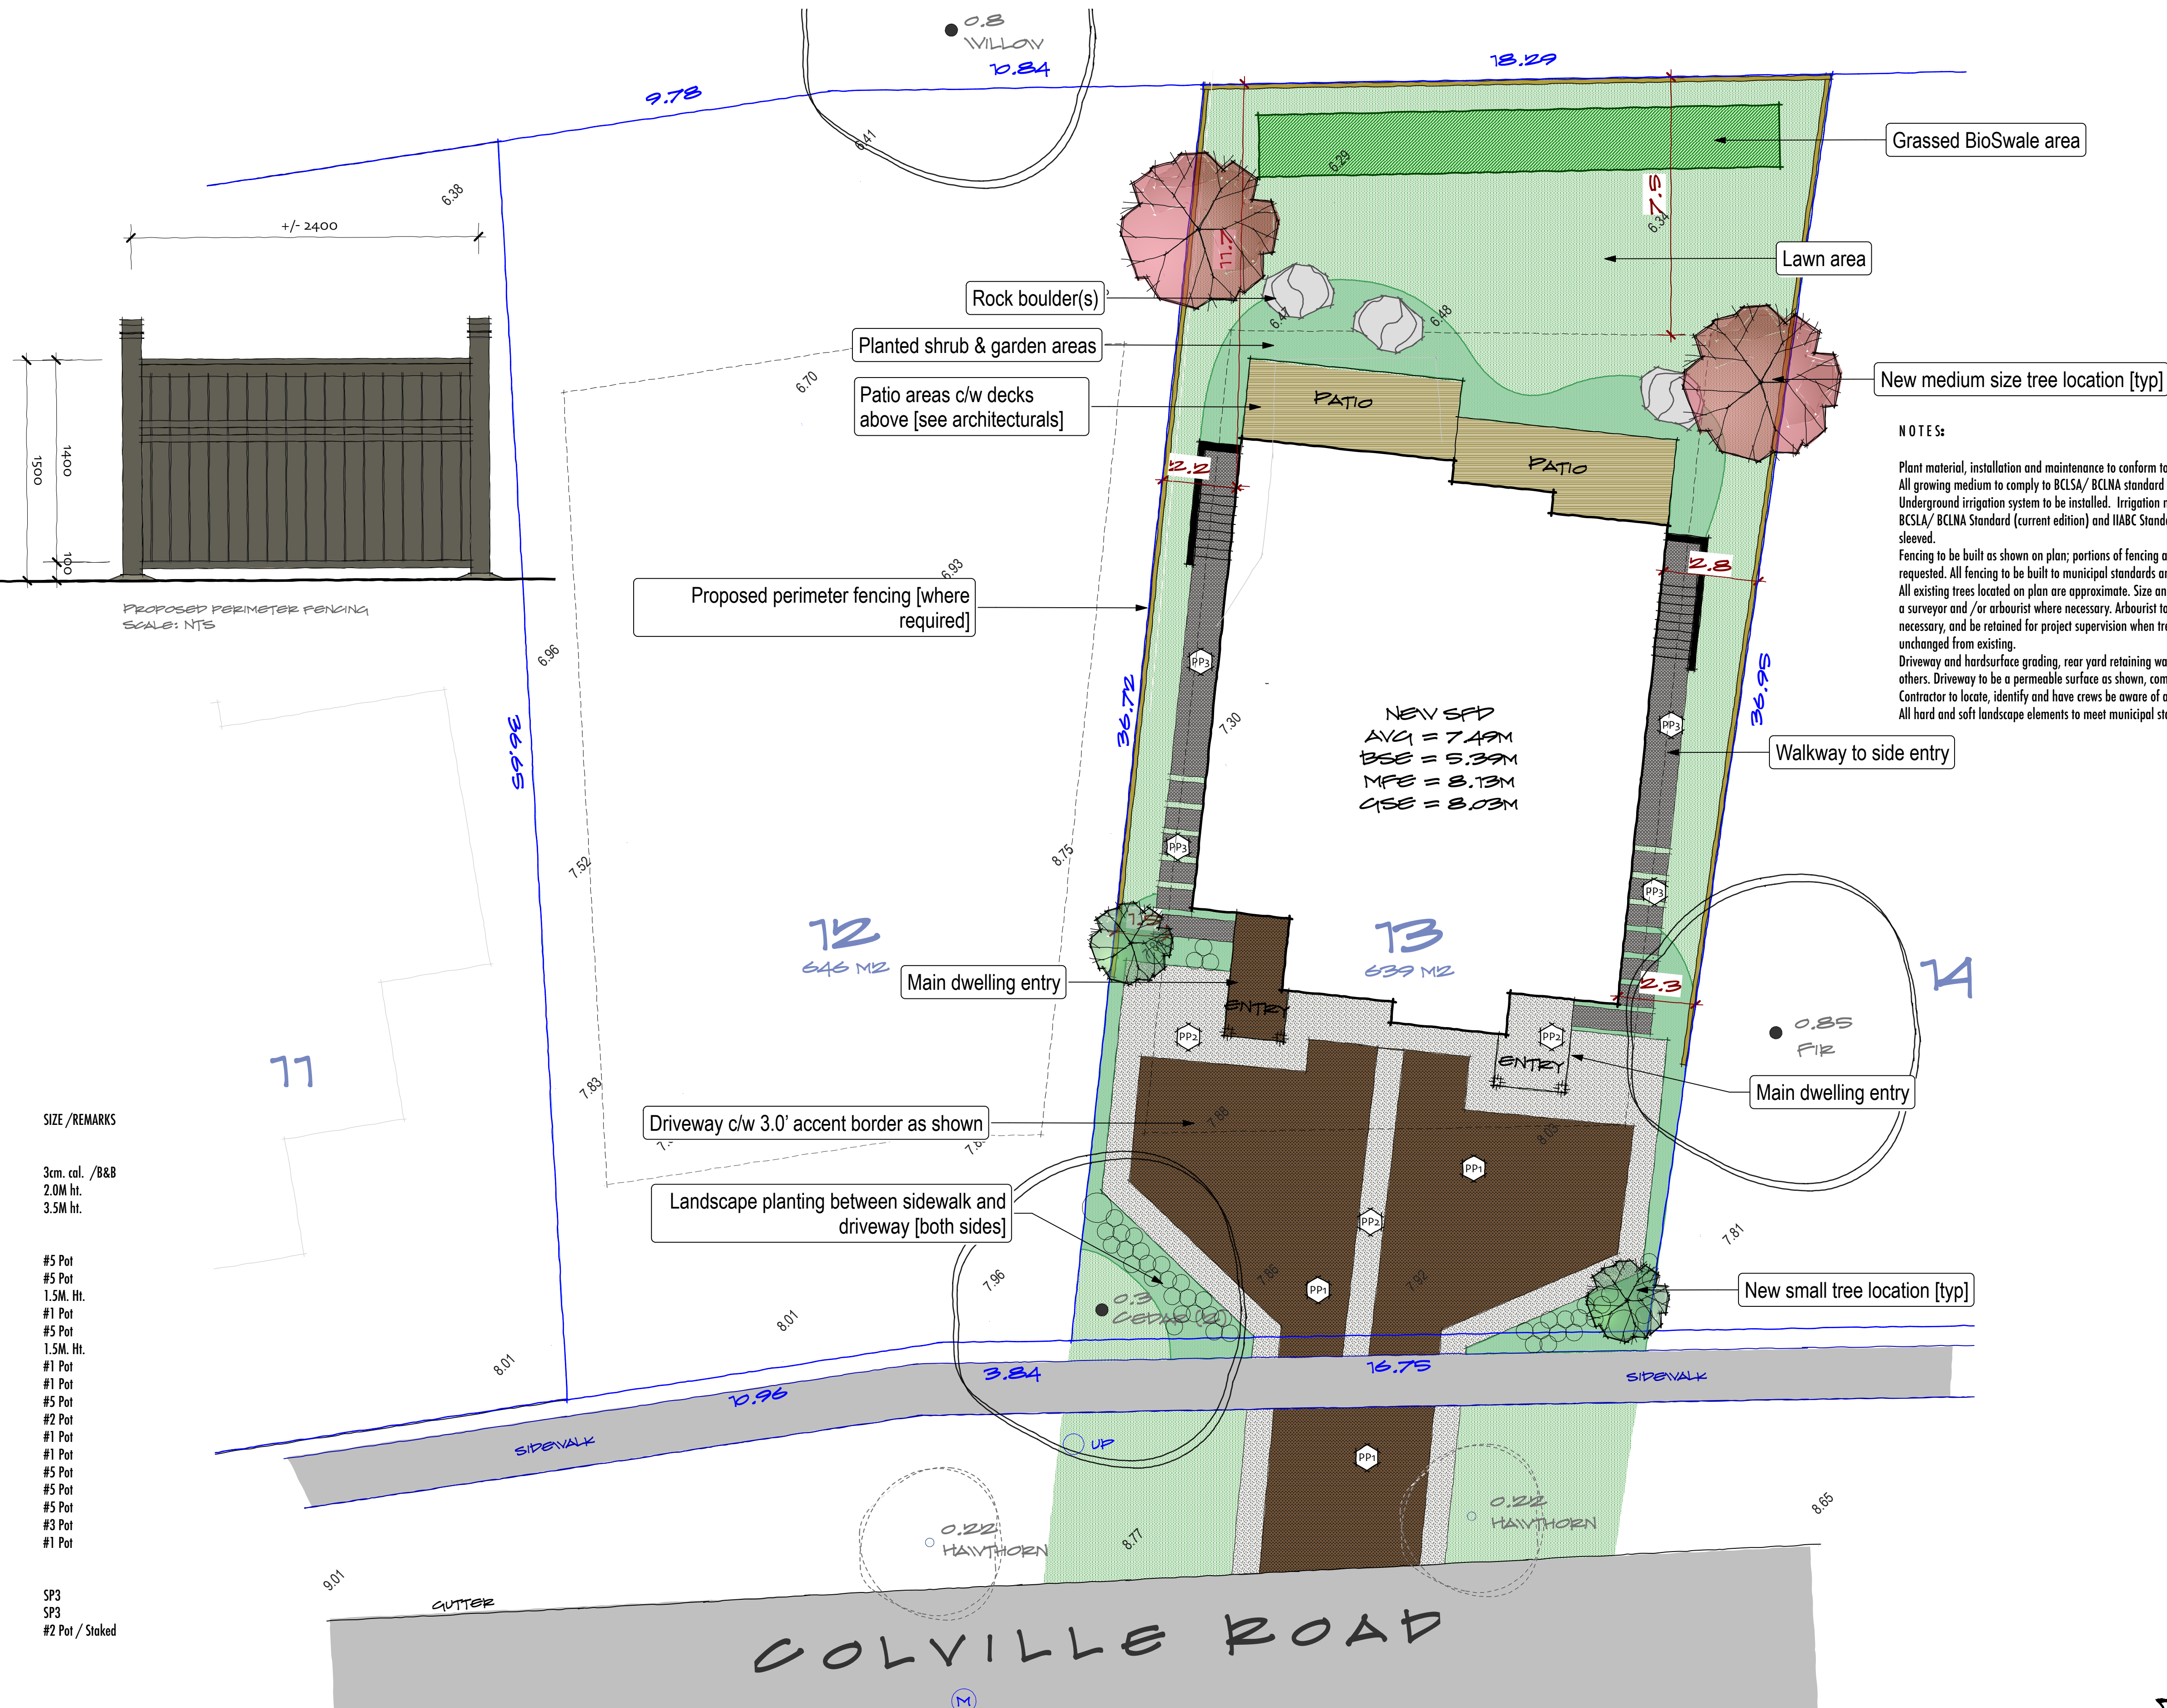 0.8
WILLOW
10.84
18.29
9.78
6.41
6.38
6.29
Grassed BioSwale area
7.5
6.34
+/- 2400
11.7
Lawn area
Rock boulder(s)
6.47
6.48
Planted shrub & garden areas
6.70
New medium size tree location [typ]
Patio areas c/w decks
above [see architecturals]
PATIO
PATIO
NOTES:
Plant material, installation and maintenance to conform to
All growing medium to comply to BCLSA/ BCLNA standard
Underground irrigation system to be installed. Irrigation
BCSLA/ BCLNA Standard (current edition) and IIABC
sleeved.
Fencing to be built as shown on plan; portions of fencing
requested. All fencing to be built to municipal standards
All existing trees located on plan are approximate. Size
a surveyor and /or arbourist where necessary. Arbourist
necessary, and be retained for project supervision when
unchanged from existing.
Driveway and hardsurface grading, rear yard retaining
others. Driveway to be a permeable surface as shown,
Contractor to locate, identify and have crews be aware of
All hard and soft landscape elements to meet municipal
1500
1400
100
2.2
2.8
6.93
PROPOSED PERIMETER FENCING
SCALE: NTS
Proposed perimeter fencing [where
required]
6.96
PP3
36.72
36.95
36.69
7.30
PP3
NEW SFD
AVG = 7.49M
BSE = 5.39M
MFE = 8.13M
GSE = 8.03M
Walkway to side entry
7.52
8.75
PP3
PP3
1.5
12
646 M2
13
639 M2
14
Main dwelling entry
2.3
ENTRY
0.85
FIR
PP2
PP2
ENTRY
11
7.83
Main dwelling entry
Driveway c/w 3.0' accent border as shown
7.88
8.03
PP1
Landscape planting between sidewalk and
driveway [both sides]
PP2
7.81
7.96
7.86
7.92
PP1
New small tree location [typ]
0.3
CEDAR (2)
8.01
8.01
3.84
16.75
SIDEWALK
10.96
SIDEWALK
UP
PP1
0.22
HAWTHORN
0.22
HAWTHORN
8.65
8.77
9.01
GUTTER
COLVILLE ROAD
M
SIZE /REMARKS
3cm. cal. /B&B
2.0M ht.
3.5M ht.
#5 Pot
#5 Pot
1.5M. Ht.
#1 Pot
#5 Pot
1.5M. Ht.
#1 Pot
#1 Pot
#5 Pot
#2 Pot
#1 Pot
#1 Pot
#5 Pot
#5 Pot
#5 Pot
#3 Pot
#1 Pot
SP3
SP3
#2 Pot / Staked